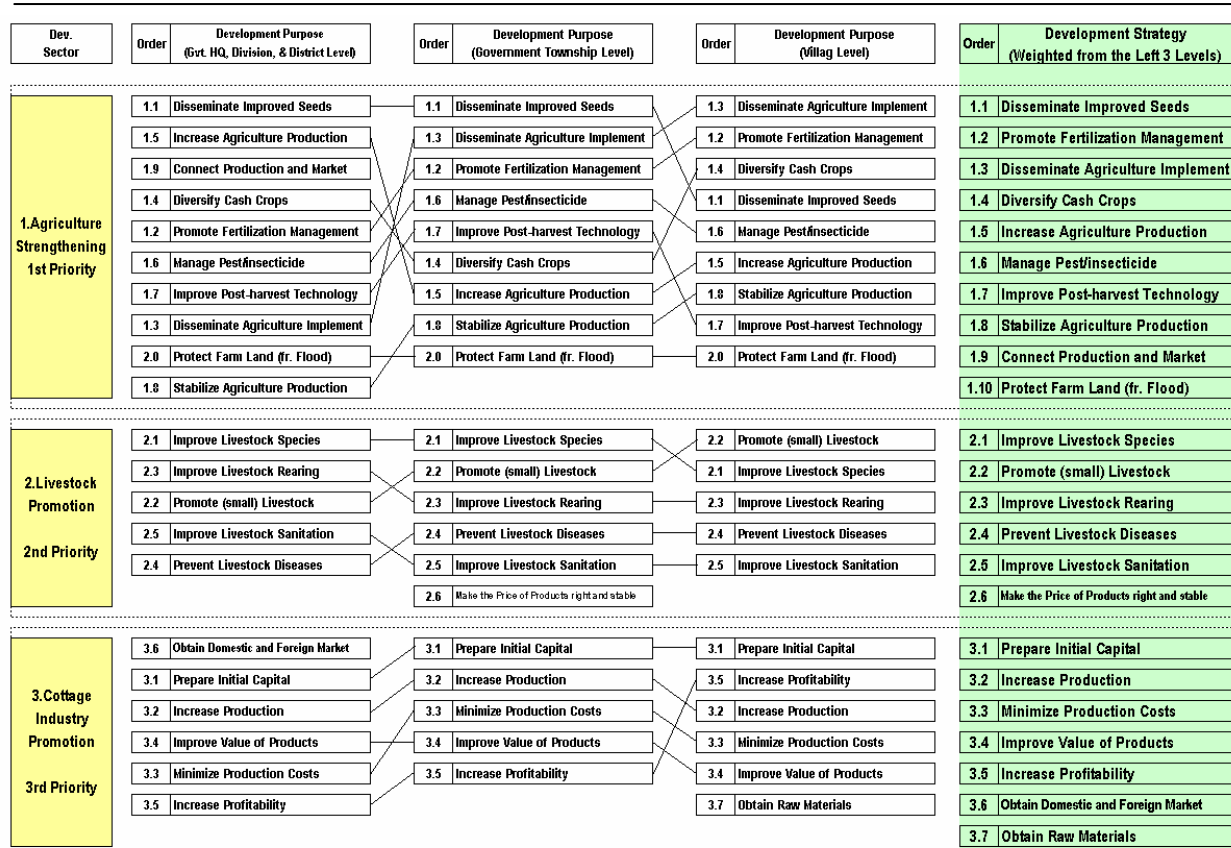 Dev.
Sector
Order
Development Purpose
(Gvt. HQ, Division, & District Level)
Order
Development Purpose
(Government Township Level)
Order
Development Purpose
(Villag Level)
Order
Development Strategy
(Weighted from the Left 3 Levels)
1.Agriculture
Strengthening
1st Priority
1.1 Disseminate Improved Seeds
1.5 Increase Agriculture Production
1.9 Connect Production and Market
1.4 Diversify Cash Crops
1.2 Promote Fertilization Management
1.6 Manage Pest/insecticide
1.7 Improve Post-harvest Technology
1.3 Disseminate Agriculture Implement
2.0 Protect Farm Land (fr. Flood)
1.8 Stabilize Agriculture Production
1.1 Disseminate Improved Seeds
1.3 Disseminate Agriculture Implement
1.2 Promote Fertilization Management
1.6 Manage Pest/insecticide
1.7 Improve Post-harvest Technology
1.4 Diversify Cash Crops
1.5 Increase Agriculture Production
1.8 Stabilize Agriculture Production
2.0 Protect Farm Land (fr. Flood)
1.3 Disseminate Agriculture Implement
1.2 Promote Fertilization Management
1.4 Diversify Cash Crops
1.1 Disseminate Improved Seeds
1.6 Manage Pest/insecticide
1.5 Increase Agriculture Production
1.8 Stabilize Agriculture Production
1.7 Improve Post-harvest Technology
2.0 Protect Farm Land (fr. Flood)
1.1 Disseminate Improved Seeds
1.2 Promote Fertilization Management
1.3 Disseminate Agriculture Implement
1.4 Diversify Cash Crops
1.5 Increase Agriculture Production
1.6 Manage Pest/insecticide
1.7 Improve Post-harvest Technology
1.8 Stabilize Agriculture Production
1.9 Connect Production and Market
1.10 Protect Farm Land (fr. Flood)
2.Livestock
Promotion
2nd Priority
2.1 Improve Livestock Species
2.3 Improve Livestock Rearing
2.2 Promote (small) Livestock
2.5 Improve Livestock Sanitation
2.4 Prevent Livestock Diseases
2.1 Improve Livestock Species
2.2 Promote (small) Livestock
2.3 Improve Livestock Rearing
2.4 Prevent Livestock Diseases
2.5 Improve Livestock Sanitation
2.6 Make the Price of Products right and stable
2.2 Promote (small) Livestock
2.1 Improve Livestock Species
2.3 Improve Livestock Rearing
2.4 Prevent Livestock Diseases
2.5 Improve Livestock Sanitation
2.1 Improve Livestock Species
2.2 Promote (small) Livestock
2.3 Improve Livestock Rearing
2.4 Prevent Livestock Diseases
2.5 Improve Livestock Sanitation
2.6 Make the Price of Products right and stable
3.Cottage
Industry
Promotion
3rd Priority
3.6 Obtain Domestic and Foreign Market
3.1 Prepare Initial Capital
3.2 Increase Production
3.4 Improve Value of Products
3.3 Minimize Production Costs
3.5 Increase Profitability
3.1 Prepare Initial Capital
3.2 Increase Production
3.3 Minimize Production Costs
3.4 Improve Value of Products
3.5 Increase Profitability
3.1 Prepare Initial Capital
3.5 Increase Profitability
3.2 Increase Production
3.3 Minimize Production Costs
3.4 Improve Value of Products
3.7 Obtain Raw Materials
3.1 Prepare Initial Capital
3.2 Increase Production
3.3 Minimize Production Costs
3.4 Improve Value of Products
3.5 Increase Profitability
3.6 Obtain Domestic and Foreign Market
3.7 Obtain Raw Materials